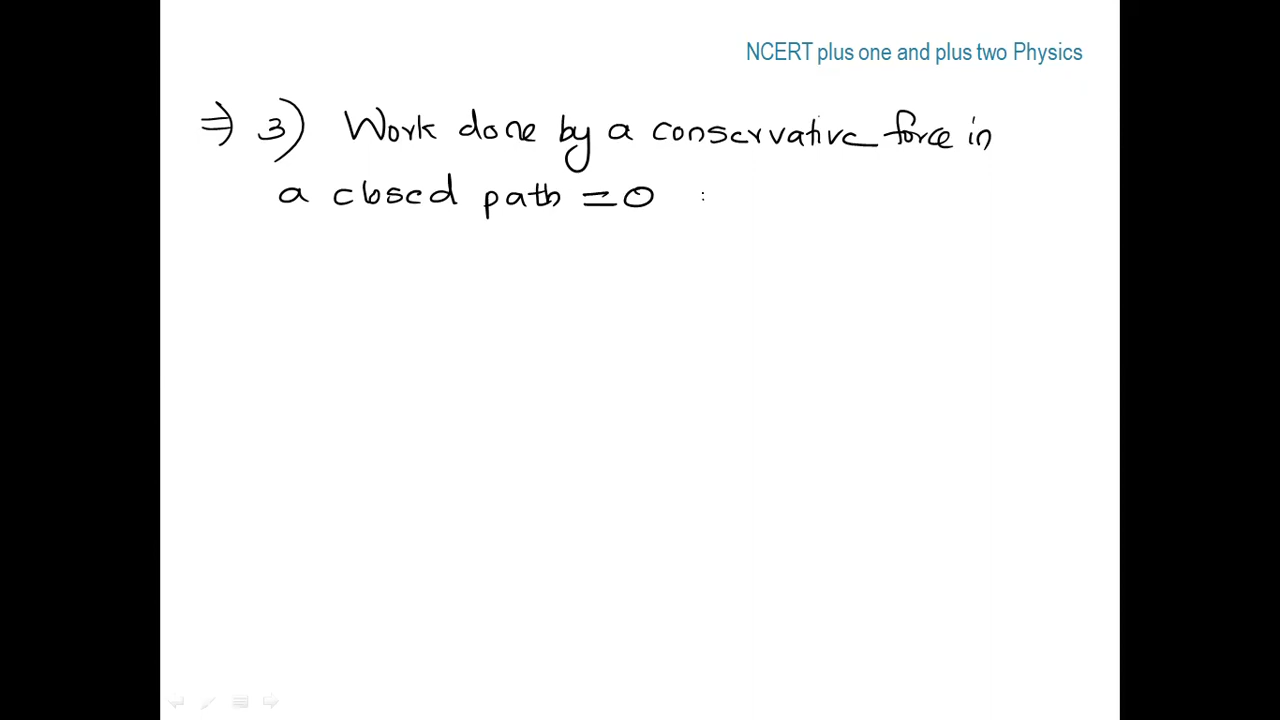 NCERT plus one and plus two Physics
⇒ 3) Work done by a conservative force in
a closed path = 0